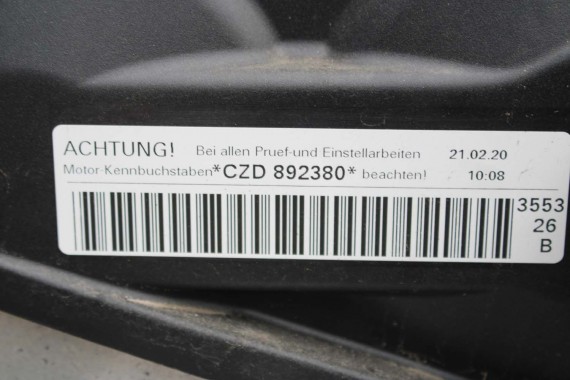 ACHTUNG! Bei allen Pruef-und Einstellarbeiten 21.02.20
Motor-Kennbuchstaben*CZD 892380* beachten! 10:08
3553
26
B